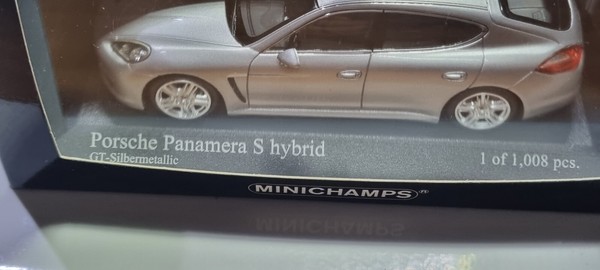 Porsche Panamera S hybrid
GT-Silbermetallic
1 of 1,008 pcs.
MINICHAMPS®